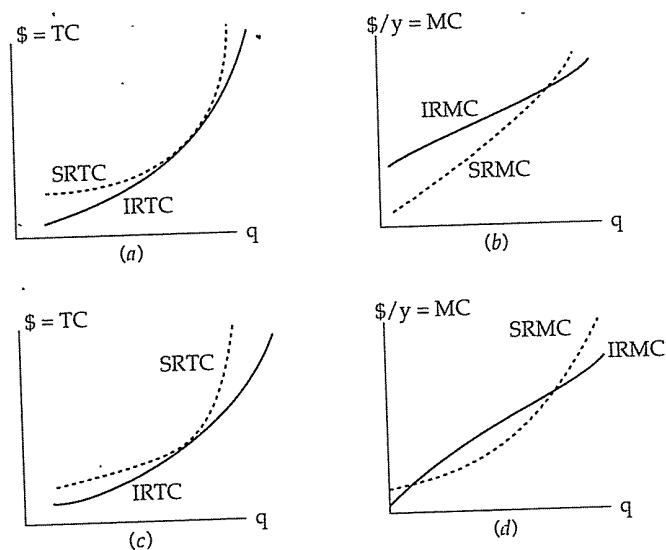 $ = TC
SRTC
IRTC
q
(a)
$/y = MC
IRMC
SRMC
q
(b)
$ = TC
SRTC
IRTC
q
(c)
$/y = MC
SRMC
IRMC
q
(d)